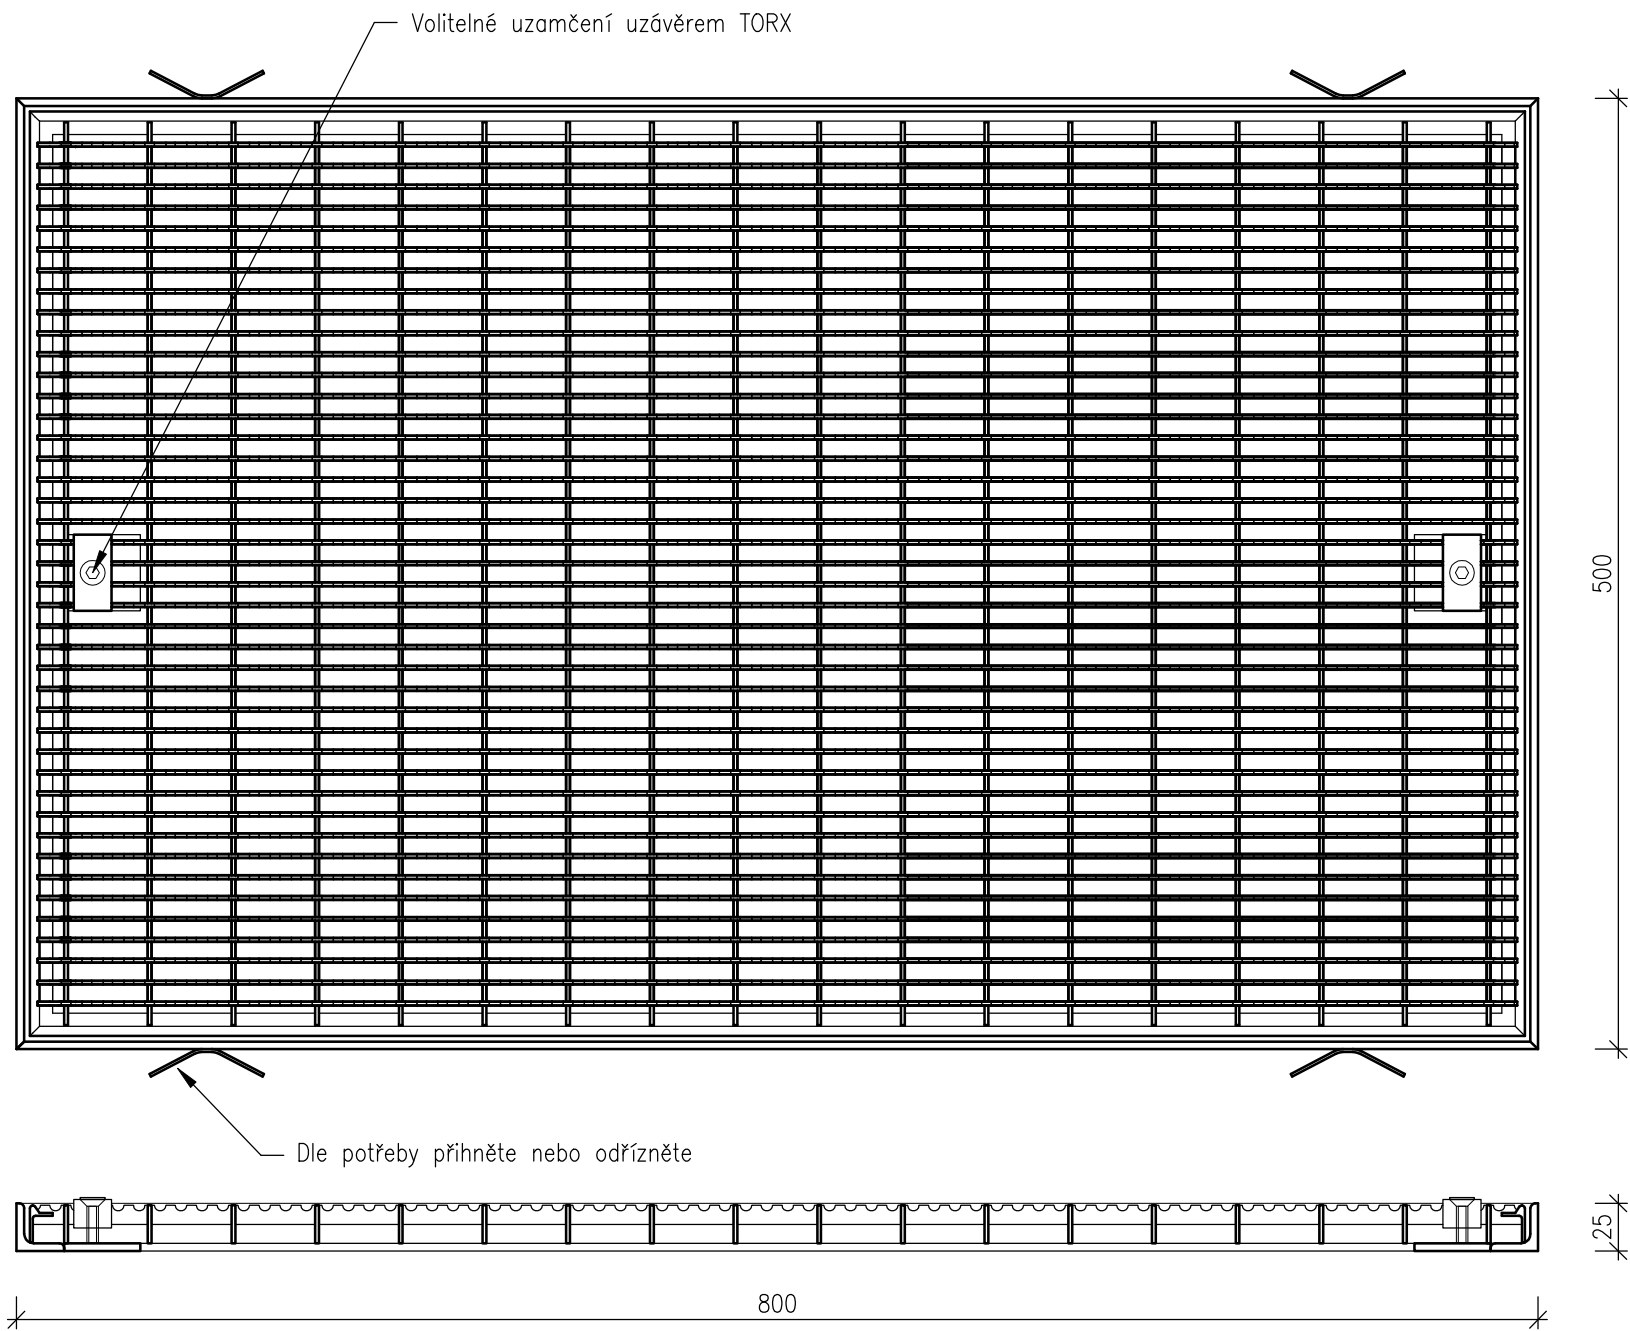 Volitelné uzamčení uzávěrem TORX
500
Dle potřeby přihněte nebo odřízněte
25
800